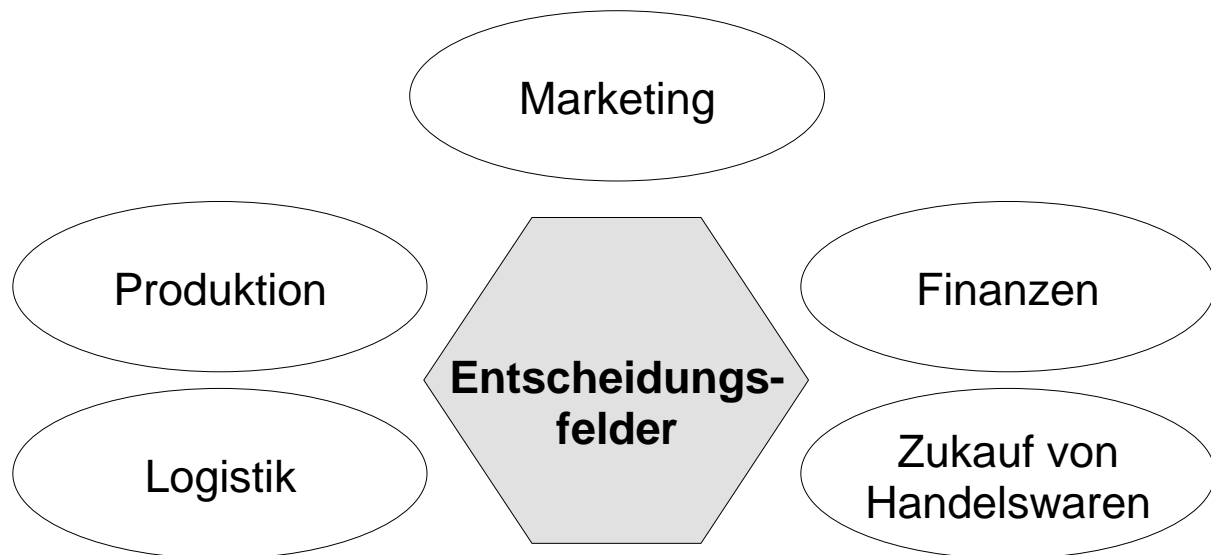 Marketing
Produktion
Finanzen
Entscheidungs-
felder
Logistik
Zukauf von
Handelswaren